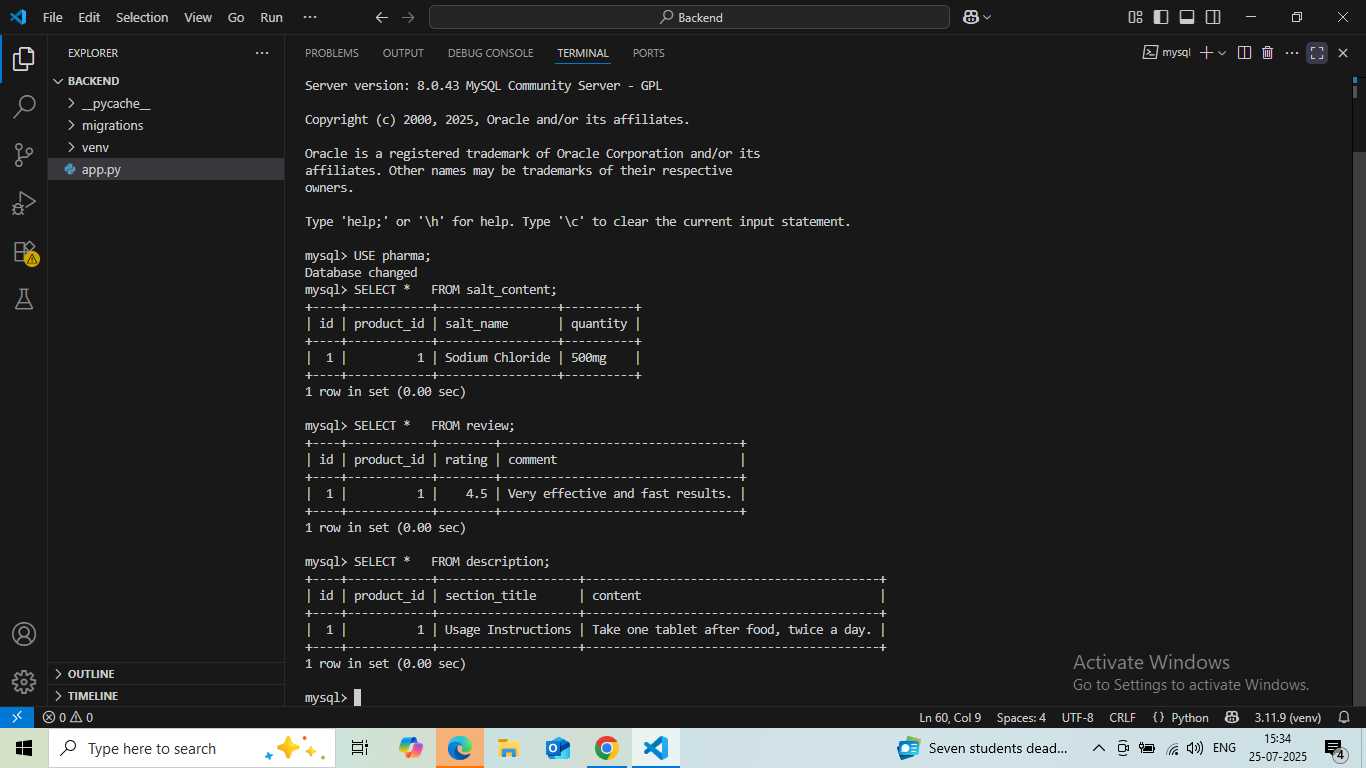 File Edit Selection View Go Run ··· Backend
EXPLORER ···
PROBLEMS OUTPUT DEBUG CONSOLE TERMINAL PORTS mysql
BACKEND
__pycache__
migrations
venv
app.py
OUTLINE
TIMELINE
Server version: 8.0.43 MySQL Community Server - GPL
Copyright (c) 2000, 2025, Oracle and/or its affiliates.
Oracle is a registered trademark of Oracle Corporation and/or its
affiliates. Other names may be trademarks of their respective
owners.
Type 'help;' or '\h' for help. Type '\c' to clear the current input statement.
mysql> USE pharma;
Database changed
mysql> SELECT *   FROM salt_content;
+----+------------+-----------------+----------+
| id | product_id | salt_name       | quantity |
+----+------------+-----------------+----------+
|  1 |          1 | Sodium Chloride | 500mg    |
+----+------------+-----------------+----------+
1 row in set (0.00 sec)
mysql> SELECT *   FROM review;
+----+------------+--------+----------------------------------+
| id | product_id | rating | comment                          |
+----+------------+--------+----------------------------------+
|  1 |          1 |    4.5 | Very effective and fast results. |
+----+------------+--------+----------------------------------+
1 row in set (0.00 sec)
mysql> SELECT *   FROM description;
+----+------------+--------------------+-----------------------------------------+
| id | product_id | section_title      | content                                 |
+----+------------+--------------------+-----------------------------------------+
|  1 |          1 | Usage Instructions | Take one tablet after food, twice a day. |
+----+------------+--------------------+-----------------------------------------+
1 row in set (0.00 sec)
mysql>
Activate Windows
Go to Settings to activate Windows.
0 0 Ln 60, Col 9 Spaces: 4 UTF-8 CRLF {} Python 3.11.9 (venv)
Type here to search Seven students dead... ENG 15:34
25-07-2025 4